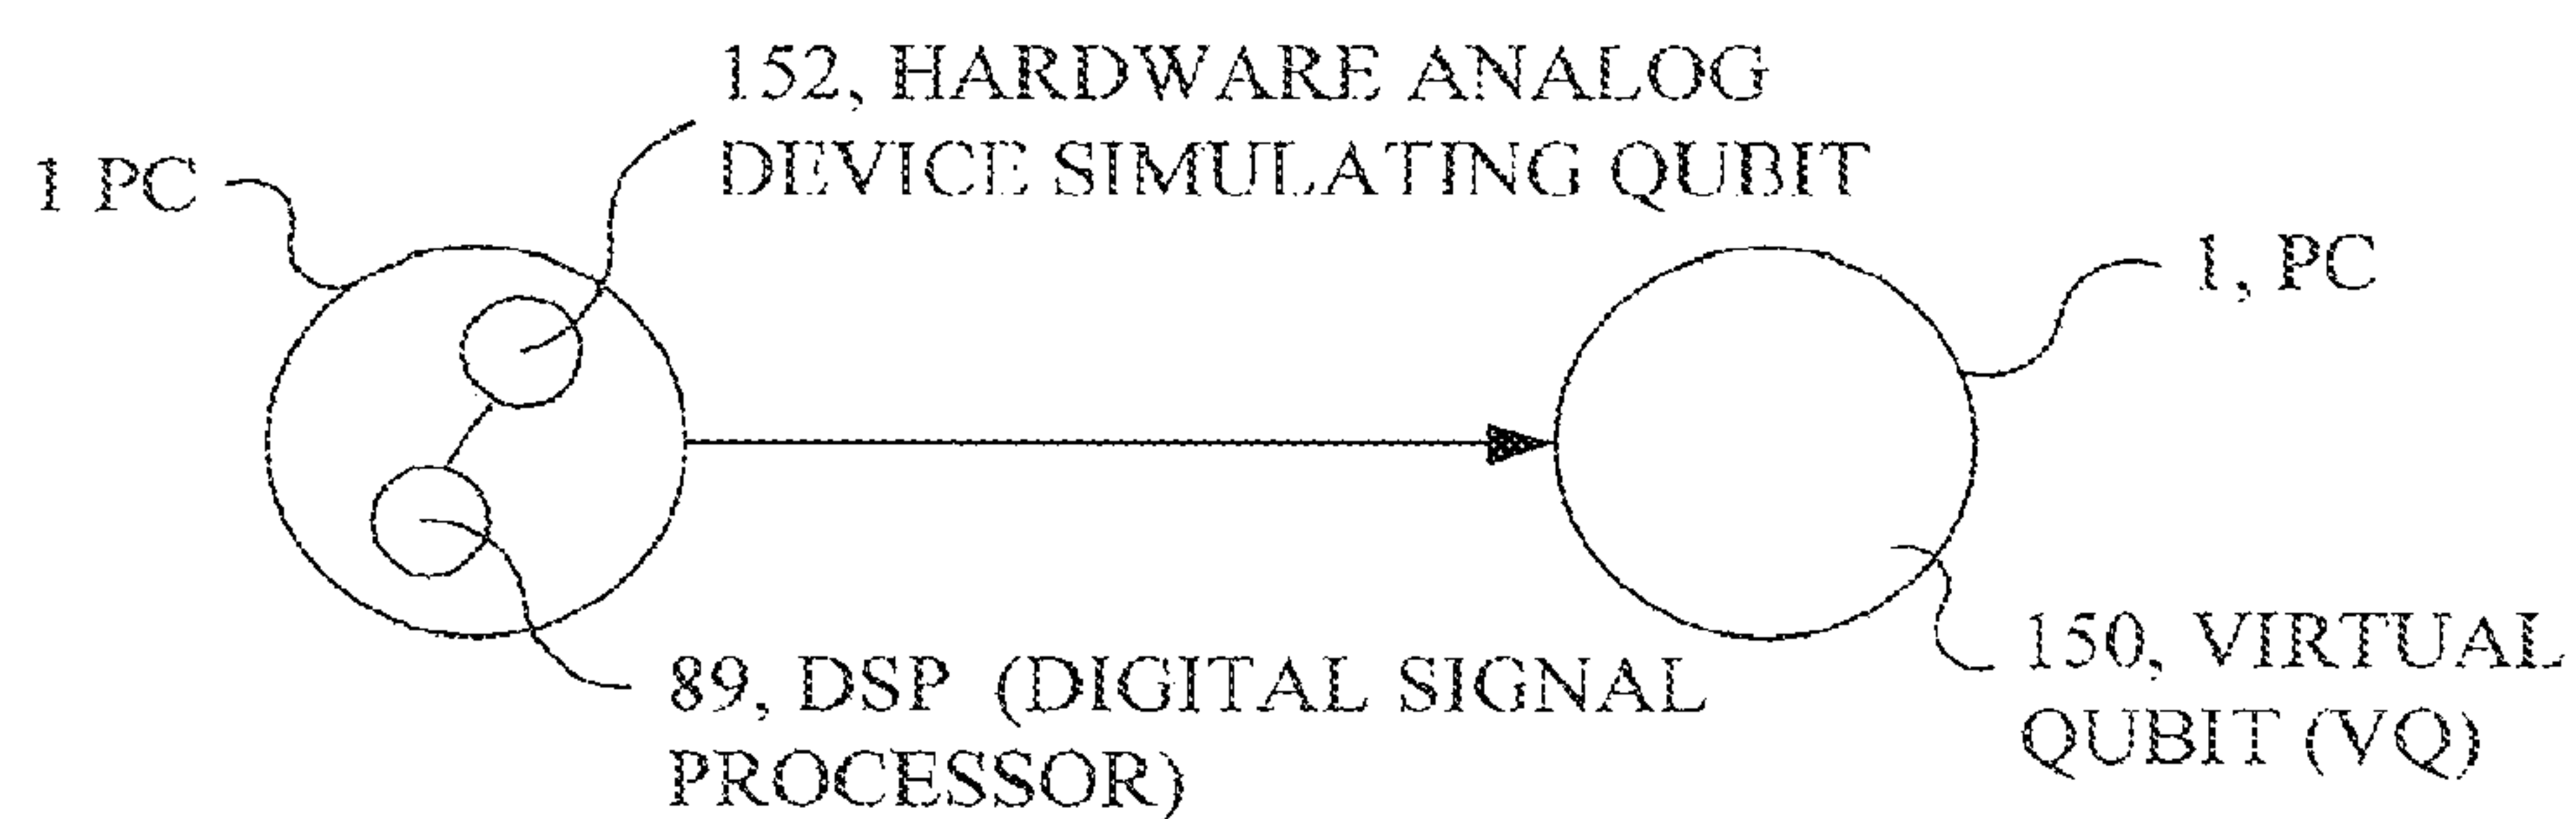 152, HARDWARE ANALOG
DEVICE SIMULATING QUBIT
1 PC
1, PC
150, VIRTUAL
QUBIT (VQ)
89, DSP (DIGITAL SIGNAL
PROCESSOR)